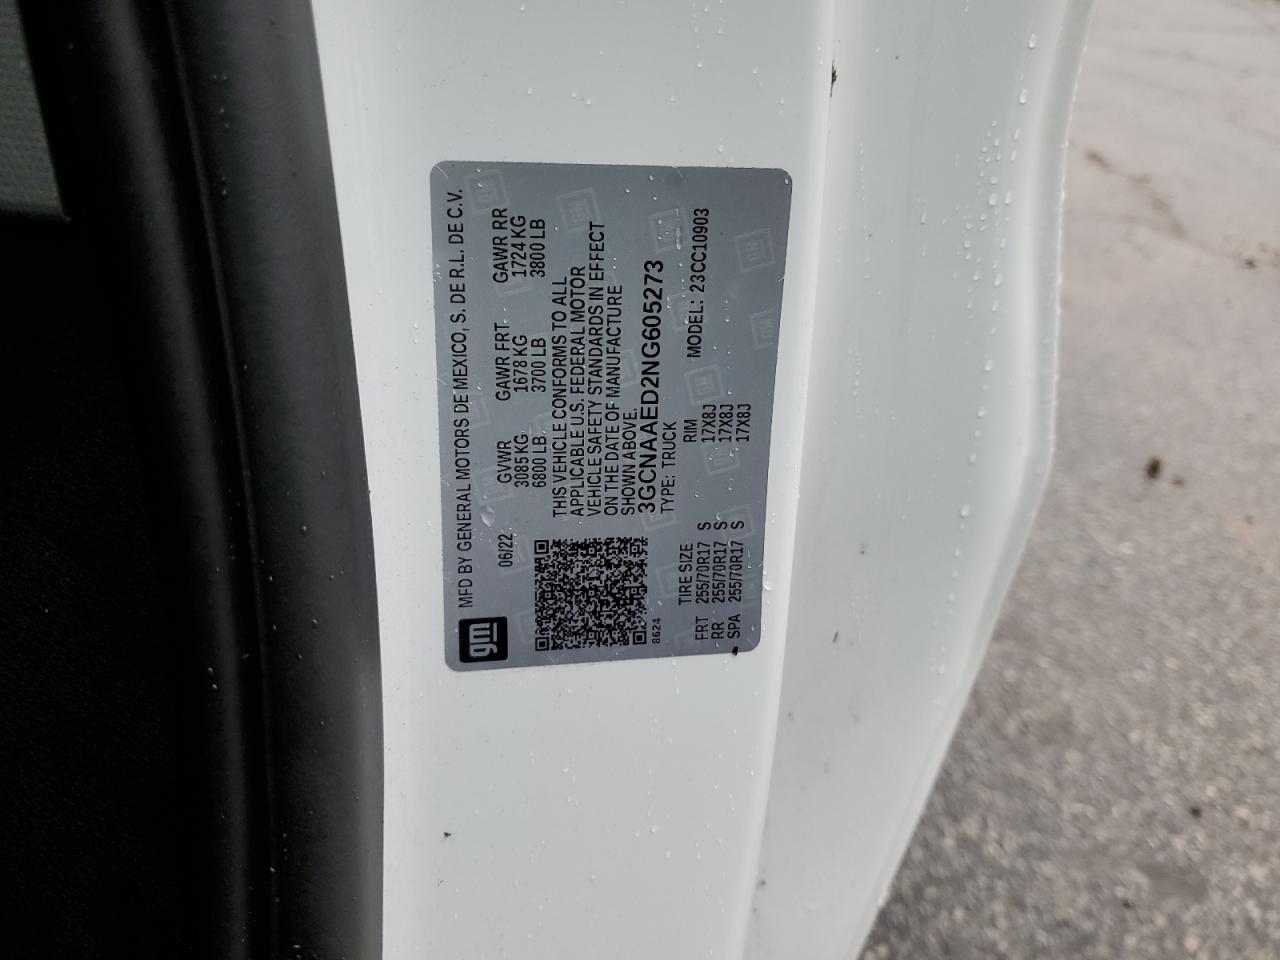 gm
MFD BY GENERAL MOTORS DE MEXICO, S. DE R.L. DE C.V.
06/22 GVWR GAWR FRT GAWR RR
3085 KG 1678 KG 1724 KG
6800 LB 3700 LB 3800 LB
THIS VEHICLE CONFORMS TO ALL
APPLICABLE U.S. FEDERAL MOTOR
VEHICLE SAFETY STANDARDS IN EFFECT
ON THE DATE OF MANUFACTURE
SHOWN ABOVE.
3GCNAAED2NG605273
8624 TYPE: TRUCK
TIRE SIZE RIM MODEL: 23CC10903
FRT 255/70R17 S 17X8J
RR 255/70R17 S 17X8J
SPA 255/70R17 S 17X8J